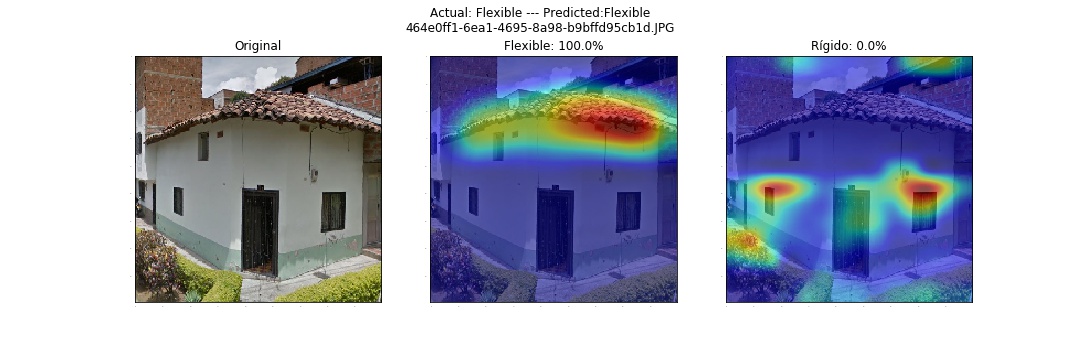 Actual: Flexible --- Predicted:Flexible
464e0ff1-6ea1-4695-8a98-b9bffd95cb1d.JPG
Original
Flexible: 100.0%
Rígido: 0.0%